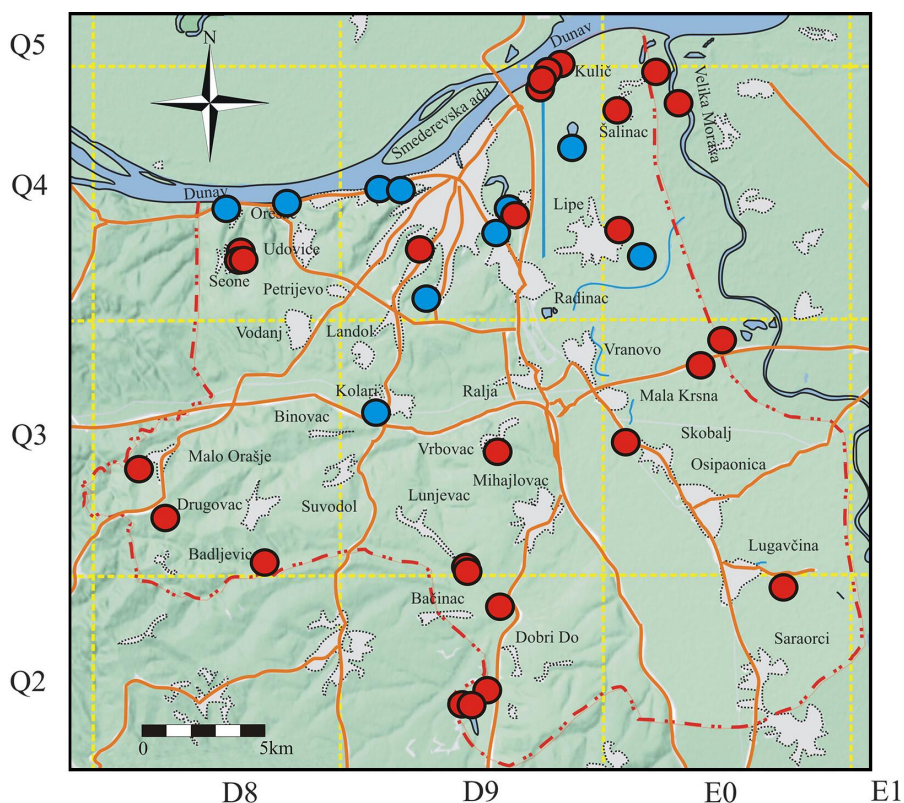 Q5
N
Dunav
Kulič
Smederevska ada
Velika Morava
Šalinac
Q4
Dunav
Lipe
Udovice
Seone
Petrijevo
Radinac
Vodanj
Landol
Vranovo
Kolari
Ralja
Mala Krsna
Binovac
Skobalj
Q3
Vrbovac
Malo Orašje
Osipaonica
Mihajlovac
Lunjevac
Suvodol
Drugovac
Lugavčina
Badljevic
Bačinac
Dobri Do
Saraorci
Q2
0
5km
D8
D9
E0
E1